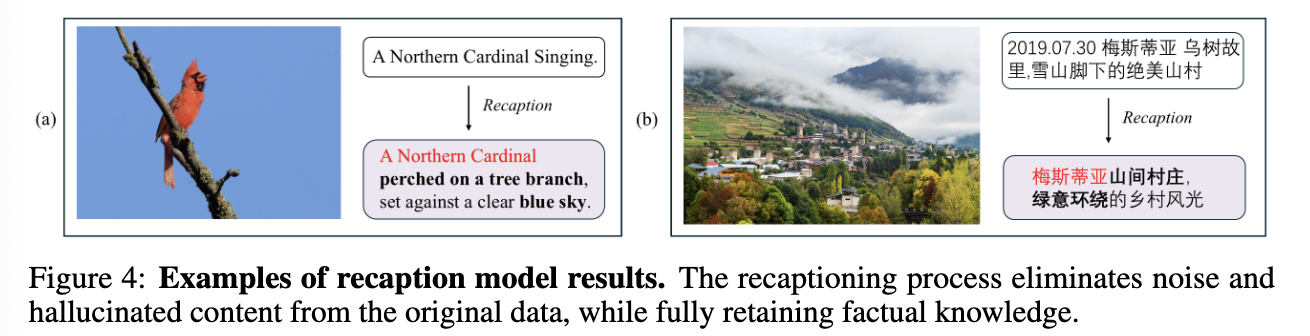 (a)
A Northern Cardinal Singing.
Recaption
A Northern Cardinal
perched on a tree branch,
set against a clear blue sky.
(b)
2019.07.30 梅斯蒂亚 乌树故
里,雪山脚下的绝美山村
Recaption
梅斯蒂亚山间村庄,
绿意环绕的乡村风光
Figure 4: Examples of recaption model results. The recaptioning process eliminates noise and
hallucinated content from the original data, while fully retaining factual knowledge.